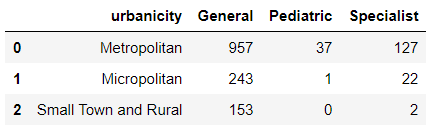 urbanicity General Pediatric Specialist
0 Metropolitan 957 37 127
1 Micropolitan 243 1 22
2 Small Town and Rural 153 0 2